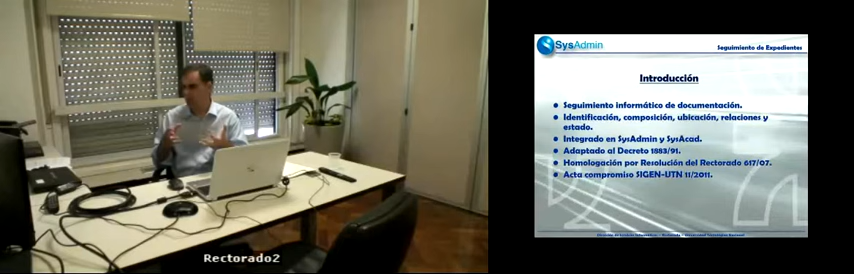 Rectorado2
SysAdmin
Seguimiento de Expedientes
Introducción
Seguimiento informático de documentación.
Identificación, composición, ubicación, relaciones y
estado.
Integrado en SysAdmin y SysAcad.
Adaptado al Decreto 1883/91.
Homologación por Resolución del Rectorado 617/07.
Acta compromiso SIGEN-UTN 11/2011.